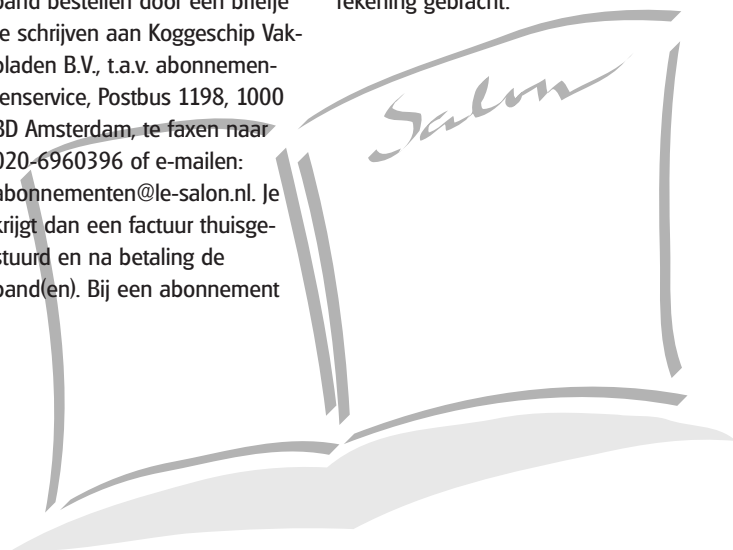 band bestellen door een briefje
te schrijven aan Koggeschip Vak-
bladen B.V., t.a.v. abonnemen-
tenservice, Postbus 1198, 1000
BD Amsterdam, te faxen naar
020-6960396 of e-mailen:
abonnementen@le-salon.nl. Je
krijgt dan een factuur thuisge-
stuurd en na betaling de
band(en). Bij een abonnement
rekening gebracht.
Salon